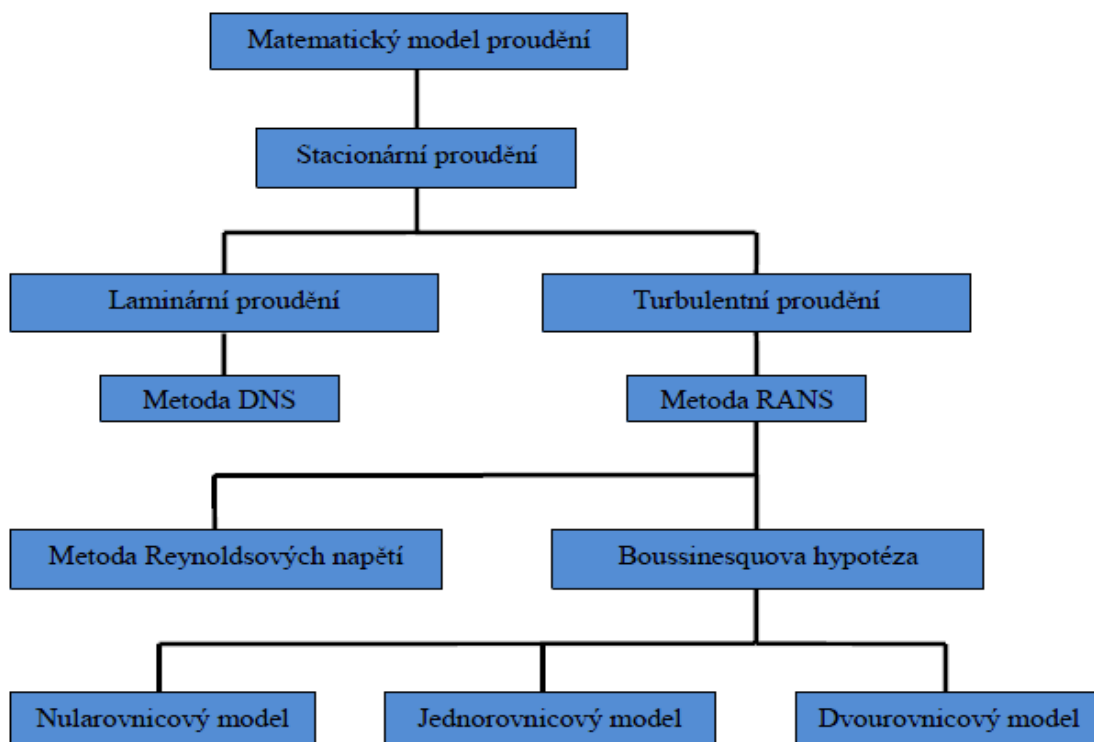 Matematický model proudění
Stacionární proudění
Laminární proudění
Turbulentní proudění
Metoda DNS
Metoda RANS
Metoda Reynoldsových napětí
Boussinesquova hypotéza
Nularovnicový model
Jednorovnicový model
Dvourovnicový model